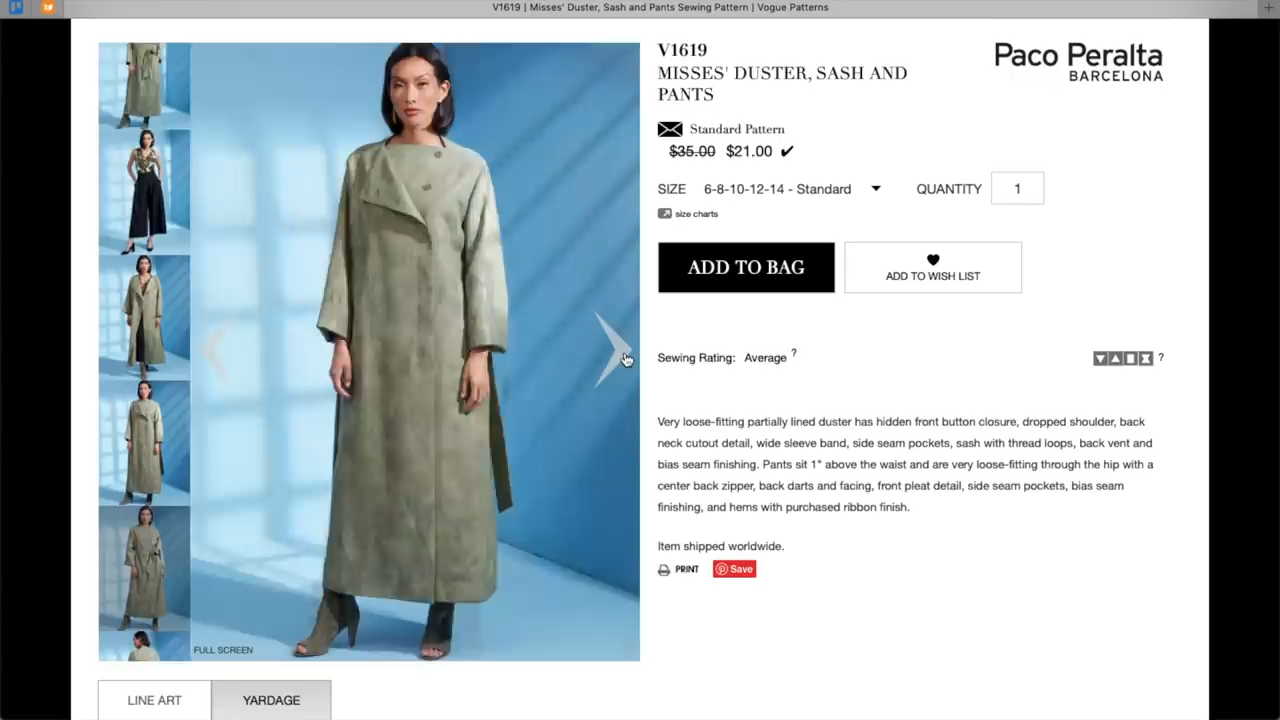 V1619 | Misses' Duster, Sash and Pants Sewing Pattern | Vogue Patterns
V1619
MISSES' DUSTER, SASH AND
PANTS
Paco Peralta
BARCELONA
Standard Pattern
$35.00 $21.00 ✔
SIZE 6-8-10-12-14 - Standard QUANTITY 1
size charts
ADD TO BAG
ADD TO WISH LIST
Sewing Rating: Average ?
?
Very loose-fitting partially lined duster has hidden front button closure, dropped shoulder, back
neck cutout detail, wide sleeve band, side seam pockets, sash with thread loops, back vent and
bias seam finishing. Pants sit 1" above the waist and are very loose-fitting through the hip with a
center back zipper, back darts and facing, front pleat detail, side seam pockets, bias seam
finishing, and hems with purchased ribbon finish.
Item shipped worldwide.
PRINT Save
FULL SCREEN
LINE ART YARDAGE